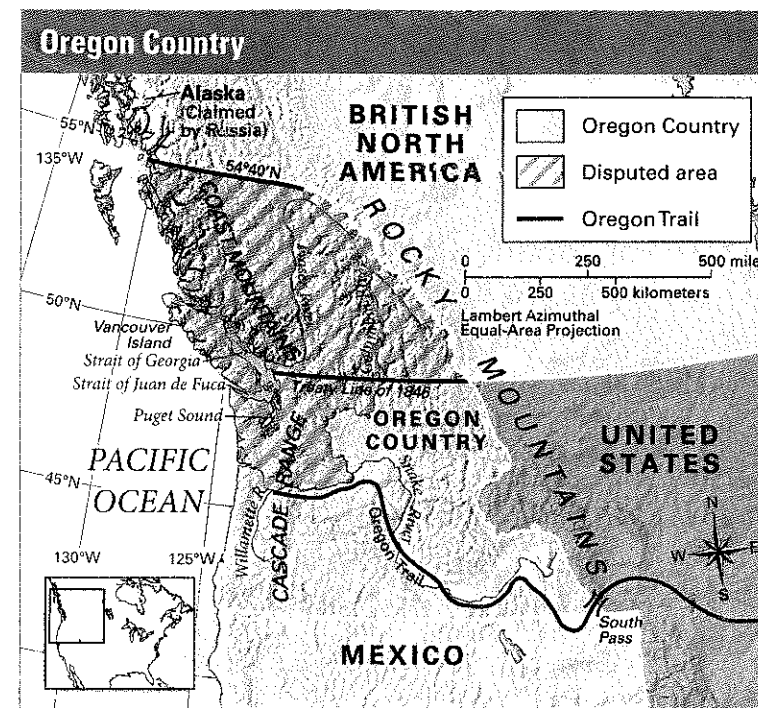 Oregon Country
Alaska
(Claimed
by Russia)
55°N
135°W
54°40'N
BRITISH
NORTH
AMERICA
Oregon Country
Disputed area
Oregon Trail
0 250 500 miles
0 250 500 kilometers
Lambert Azimuthal
Equal-Area Projection
ROCKY MOUNTAINS
COAST MOUNTAINS
50°N
Vancouver
Island
Strait of Georgia
Strait of Juan de Fuca
Puget Sound
Treaty Line of 1846
OREGON
COUNTRY
UNITED
STATES
PACIFIC
OCEAN
45°N
CASCADE RANGE
Snake River
Willamette R.
Oregon Trail
130°W
125°W
N
W E
S
South
Pass
MEXICO